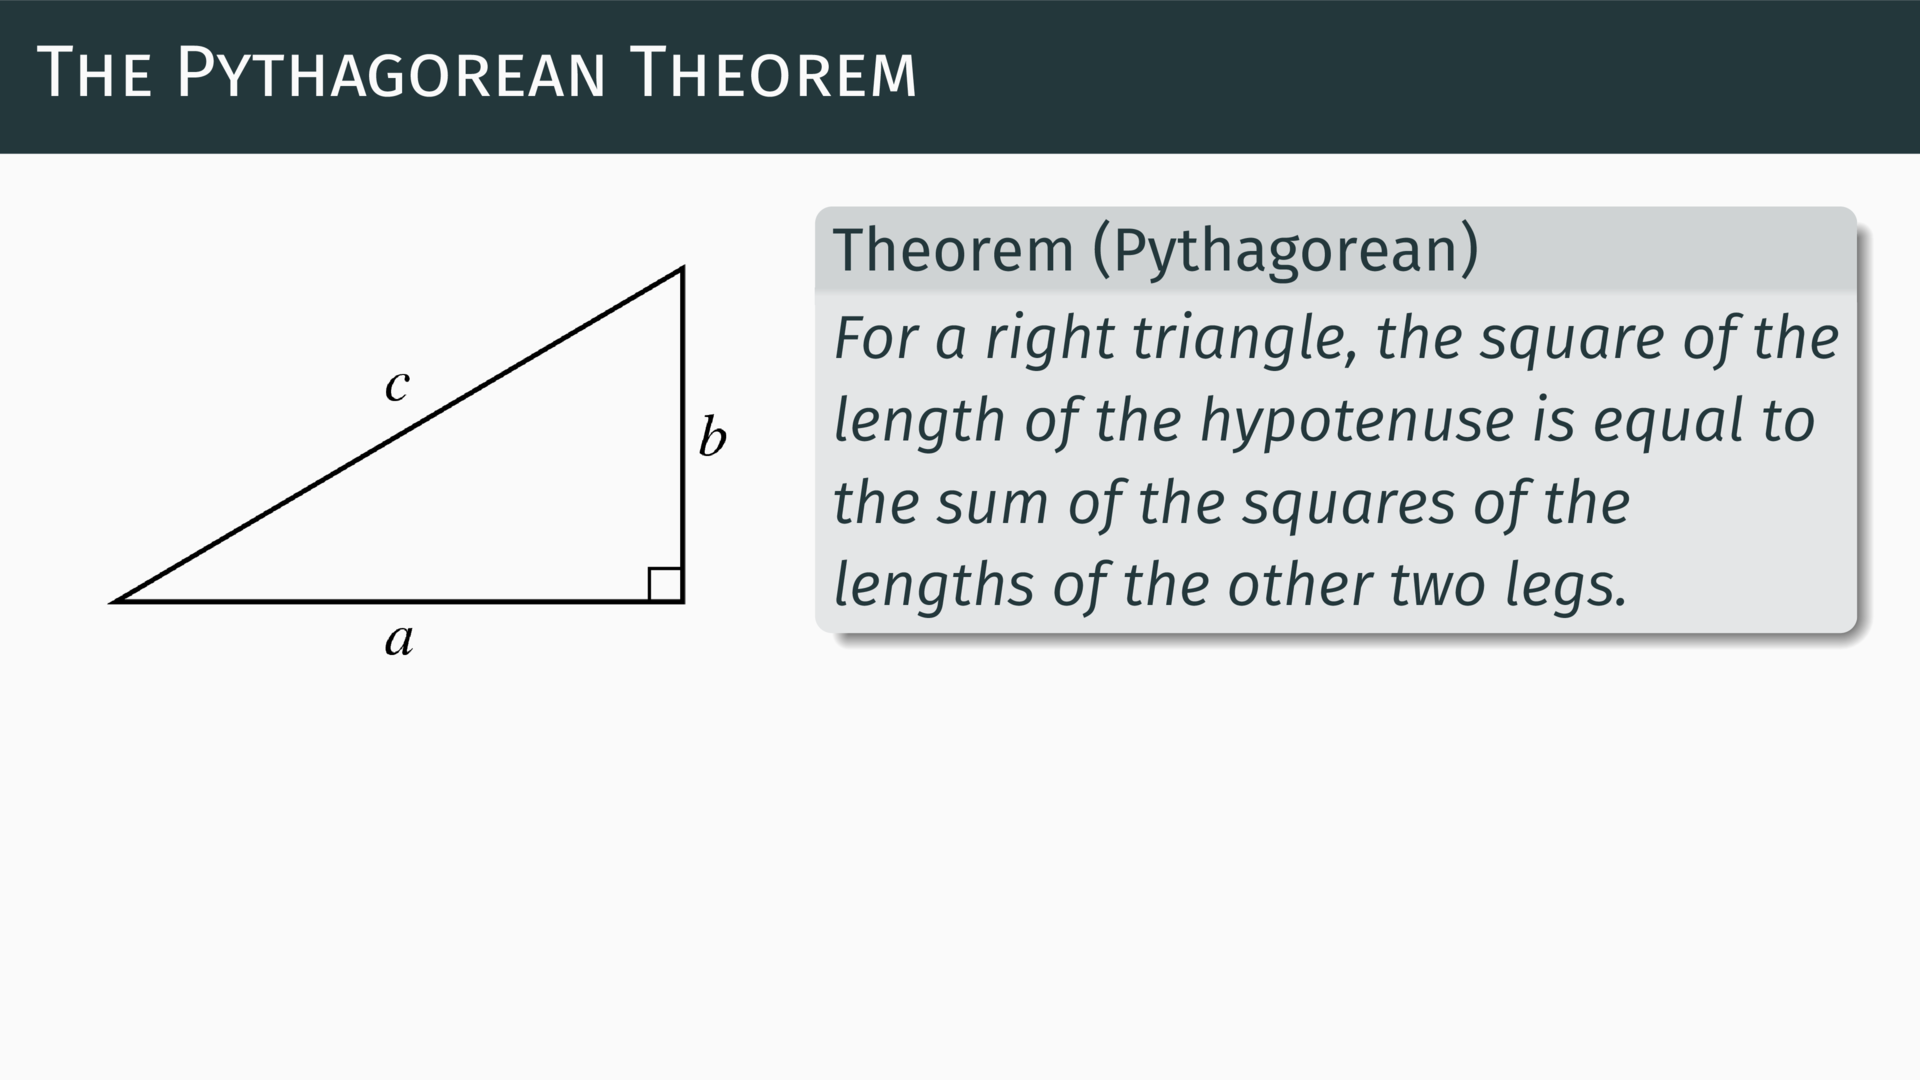 The Pythagorean Theorem
c
b
a
Theorem (Pythagorean)
For a right triangle, the square of the
length of the hypotenuse is equal to
the sum of the squares of the
lengths of the other two legs.